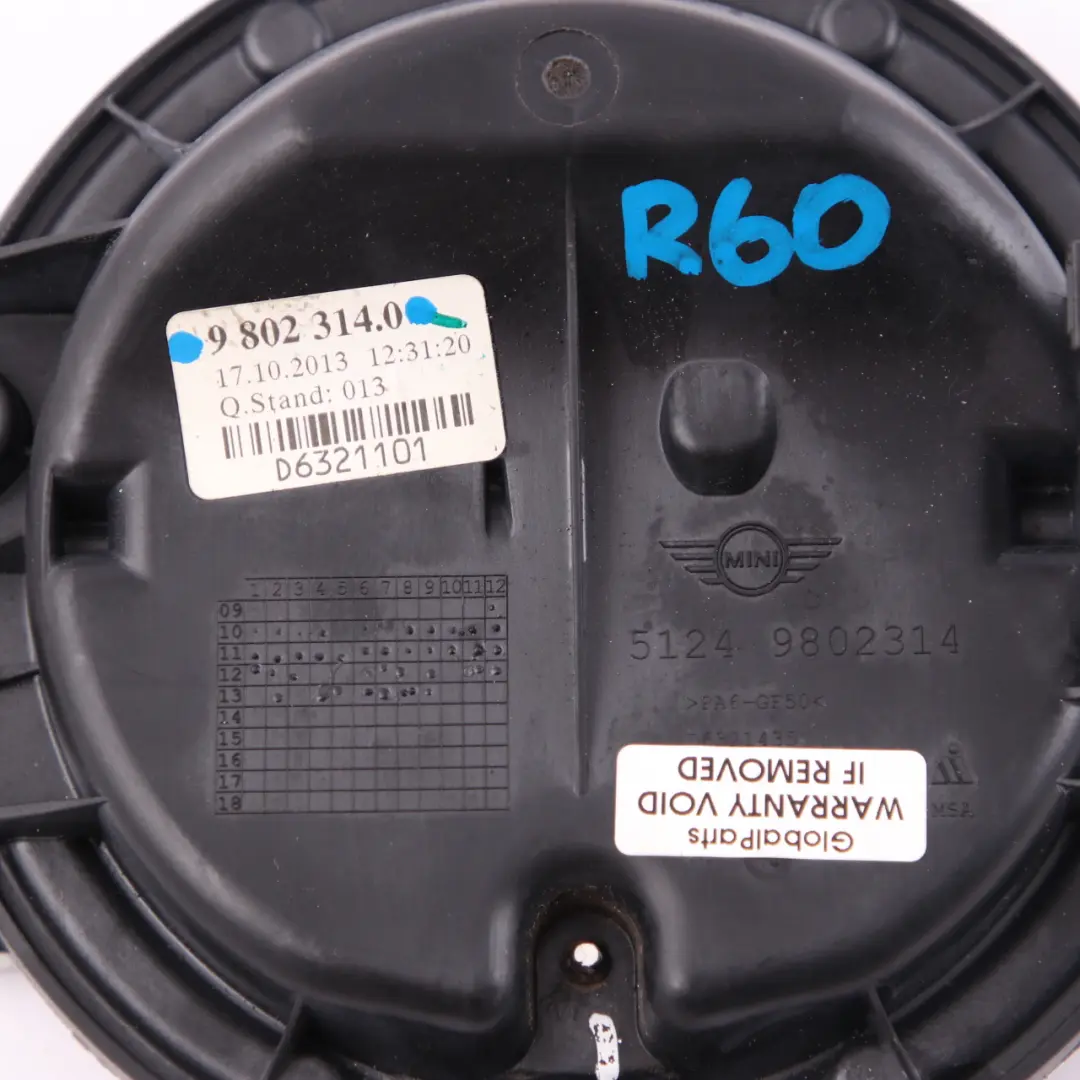 R60
9 802 314.0
17.10.2013 12:31:20
Q.Stand: 013
D6321101
MINI
1 2 3 4 5 6 7 8 9 10 11 12
09
10
11
12
13
14
15
16
17
18
5124 9802314
>PA6-GF50<
GlobalParts
WARRANTY VOID
IF REMOVED
MSA